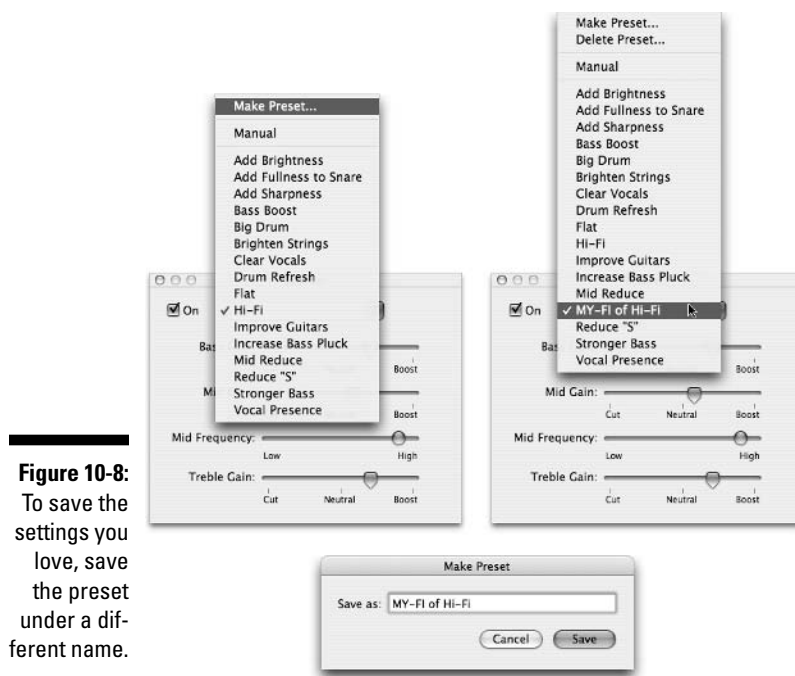 Make Preset...
Manual
Add Brightness
Add Fullness to Snare
Add Sharpness
Bass Boost
Big Drum
Brighten Strings
Clear Vocals
Drum Refresh
Flat
✓ Hi-Fi
Improve Guitars
Increase Bass Pluck
Mid Reduce
Reduce "S"
Stronger Bass
Vocal Presence
On
Ba
Boost
Mi
Boost
Mid Frequency:
Low High
Treble Gain:
Cut Neutral Boost
Make Preset...
Delete Preset...
Manual
Add Brightness
Add Fullness to Snare
Add Sharpness
Bass Boost
Big Drum
Brighten Strings
Clear Vocals
Drum Refresh
Flat
Hi-Fi
Improve Guitars
Increase Bass Pluck
Mid Reduce
✓ MY-FI of Hi-Fi
Reduce "S"
Stronger Bass
Vocal Presence
On
Ba
Boost
Mid Gain:
Cut Neutral Boost
Mid Frequency:
Low High
Treble Gain:
Cut Neutral Boost
Figure 10-8:
To save the
settings you
love, save
the preset
under a dif-
ferent name.
Make Preset
Save as: MY-FI of Hi-Fi
Cancel Save